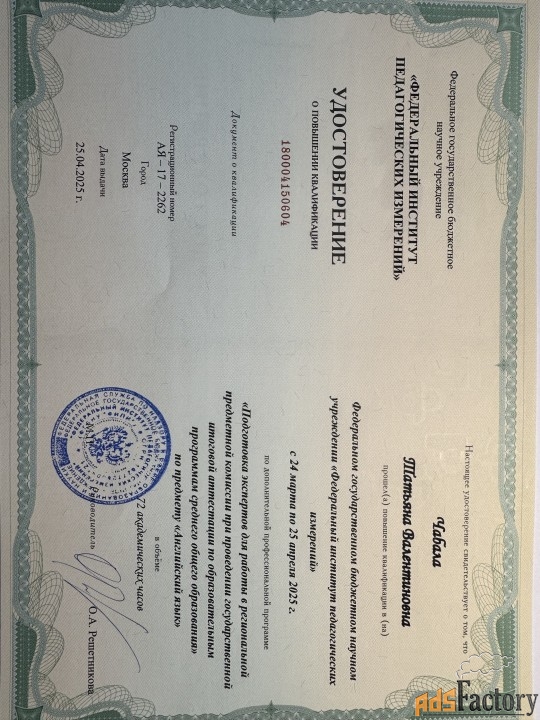 Федеральное государственное бюджетное
научное учреждение
«ФЕДЕРАЛЬНЫЙ ИНСТИТУТ
ПЕДАГОГИЧЕСКИХ ИЗМЕРЕНИЙ»
УДОСТОВЕРЕНИЕ
О ПОВЫШЕНИИ КВАЛИФИКАЦИИ
180004150604
Документ о квалификации
Регистрационный номер
АЯ – 17 – 2262
Город
Москва
Дата выдачи
25.04.2025 г.
Настоящее удостоверение свидетельствует о том, что
Чабала
Татьяна Валентиновна
прошел(а) повышение квалификации в (на)
Федеральном государственном бюджетном научном
учреждении «Федеральный институт педагогических
измерений»
с 24 марта по 25 апреля 2025 г.
по дополнительной профессиональной программе
«Подготовка экспертов для работы в региональной
предметной комиссии при проведении государственной
итоговой аттестации по образовательным
программам среднего общего образования»
по предмету «Английский язык»
в объёме
72 академических часов
Руководитель
О.А. Решетникова
AdsFactory